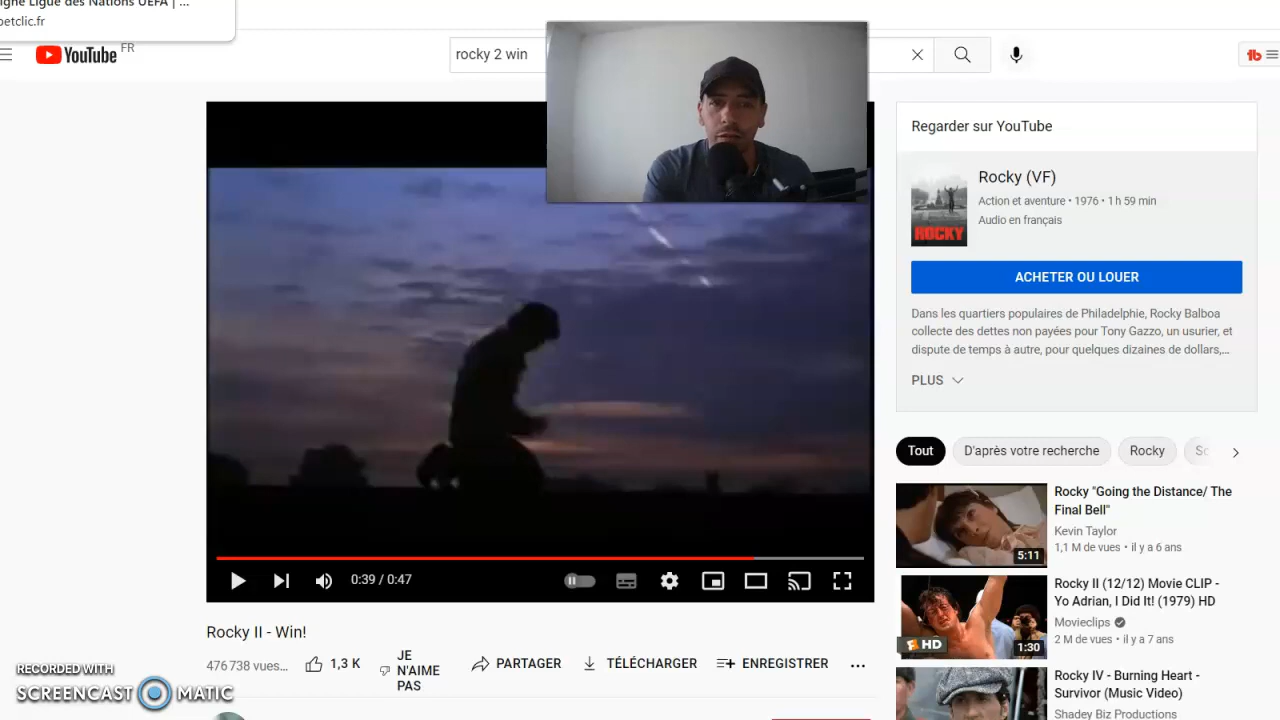 igne Ligue des Nations UEFA | ...
betclic.fr
YouTube FR
rocky 2 win
Regarder sur YouTube
Rocky (VF)
Action et aventure • 1976 • 1 h 59 min
Audio en français
ROCKY
ACHETER OU LOUER
Dans les quartiers populaires de Philadelphie, Rocky Balboa
collecte des dettes non payées pour Tony Gazzo, un usurier, et
dispute de temps à autre, pour quelques dizaines de dollars,...
PLUS
Tout
D'après votre recherche
Rocky
Sc
Rocky "Going the Distance/ The
Final Bell"
Kevin Taylor
1,1 M de vues • il y a 6 ans
5:11
Rocky II (12/12) Movie CLIP -
Yo Adrian, I Did It! (1979) HD
Movieclips
2 M de vues • il y a 7 ans
HD
1:30
Rocky IV - Burning Heart -
Survivor (Music Video)
Shadey Biz Productions
0:39 / 0:47
Rocky II - Win!
476 738 vues...
1,3 K
JE
N'AIME
PAS
PARTAGER
TÉLÉCHARGER
ENREGISTRER
RECORDED WITH
SCREENCAST MATIC